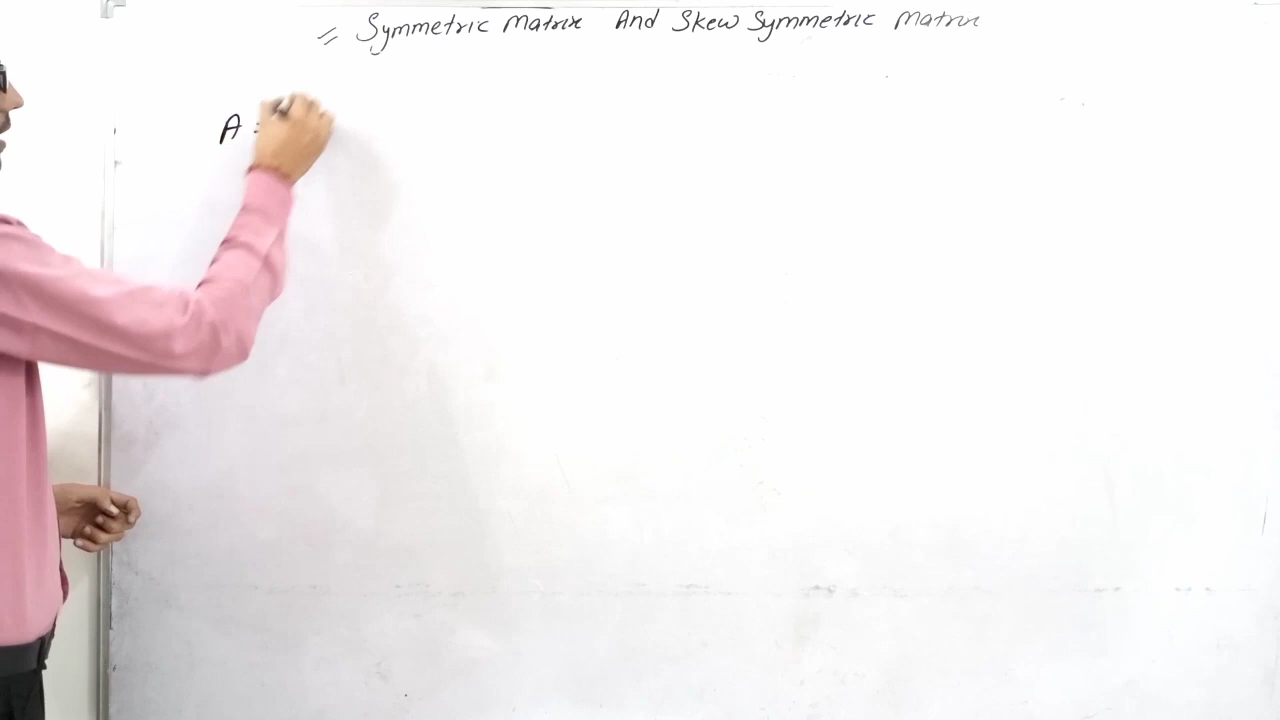 = Symmetric Matrix And Skew Symmetric Matrix
A =